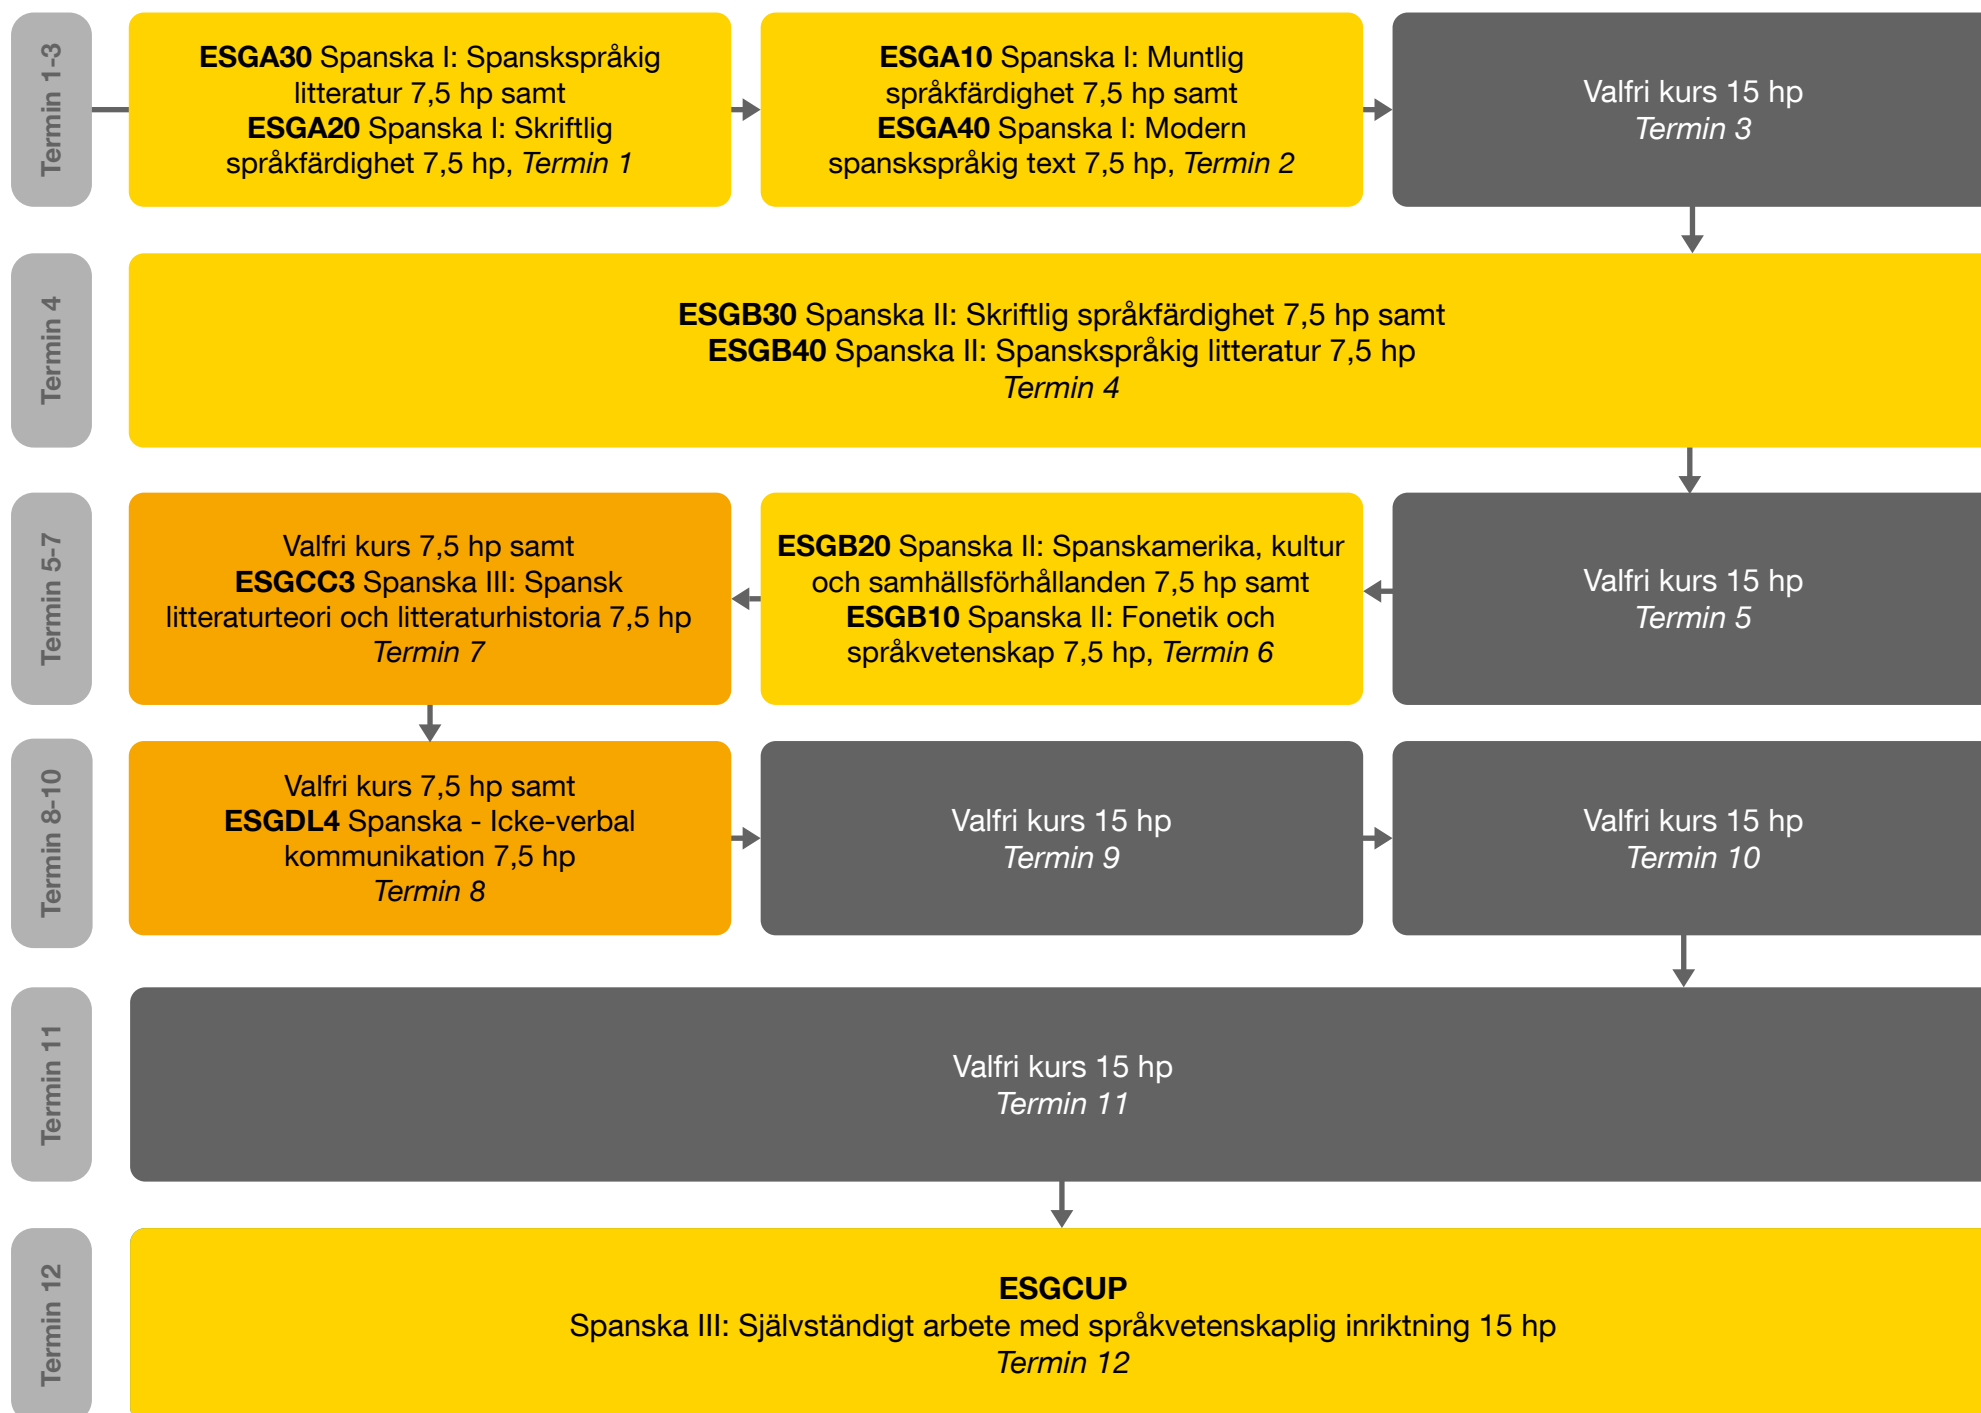 Termin 1-3
ESGA30 Spanska I: Spanskspråkig
litteratur 7,5 hp samt
ESGA20 Spanska I: Skriftlig
språkfärdighet 7,5 hp, Termin 1
ESGA10 Spanska I: Muntlig
språkfärdighet 7,5 hp samt
ESGA40 Spanska I: Modern
spanskspråkig text 7,5 hp, Termin 2
Valfri kurs 15 hp
Termin 3
Termin 4
ESGB30 Spanska II: Skriftlig språkfärdighet 7,5 hp samt
ESGB40 Spanska II: Spanskspråkig litteratur 7,5 hp
Termin 4
Termin 5-7
Valfri kurs 7,5 hp samt
ESGCC3 Spanska III: Spansk
litteraturteori och litteraturhistoria 7,5 hp
Termin 7
ESGB20 Spanska II: Spanskamerika, kultur
och samhällsförhållanden 7,5 hp samt
ESGB10 Spanska II: Fonetik och
språkvetenskap 7,5 hp, Termin 6
Valfri kurs 15 hp
Termin 5
Termin 8-10
Valfri kurs 7,5 hp samt
ESGDL4 Spanska - Icke-verbal
kommunikation 7,5 hp
Termin 8
Valfri kurs 15 hp
Termin 9
Valfri kurs 15 hp
Termin 10
Termin 11
Valfri kurs 15 hp
Termin 11
Termin 12
ESGCUP
Spanska III: Självständigt arbete med språkvetenskaplig inriktning 15 hp
Termin 12